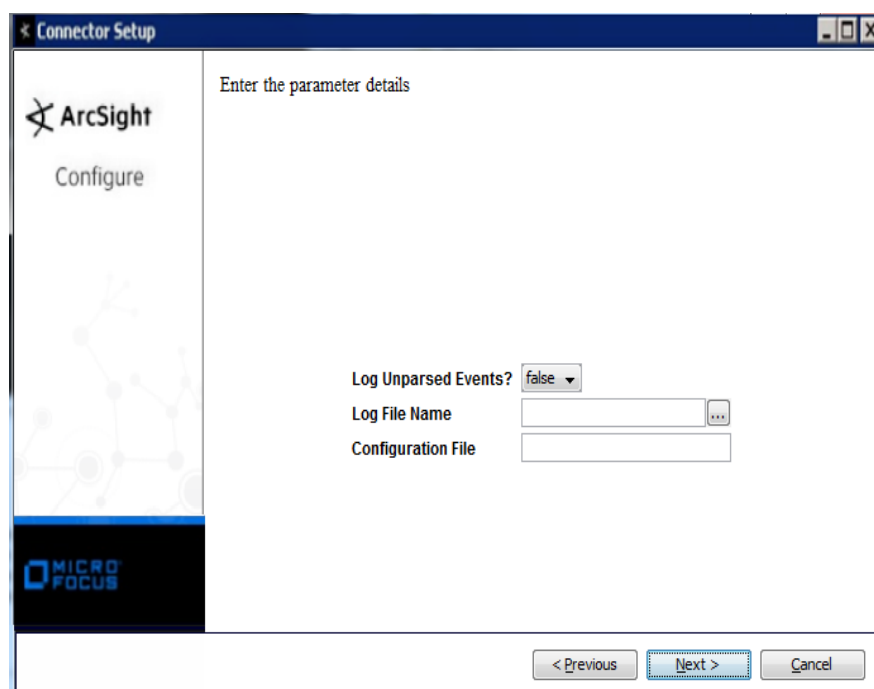 Connector Setup
Enter the parameter details
ArcSight
Configure
Log Unparsed Events? false
Log File Name ...
Configuration File
MICRO
FOCUS
< Previous Next > Cancel